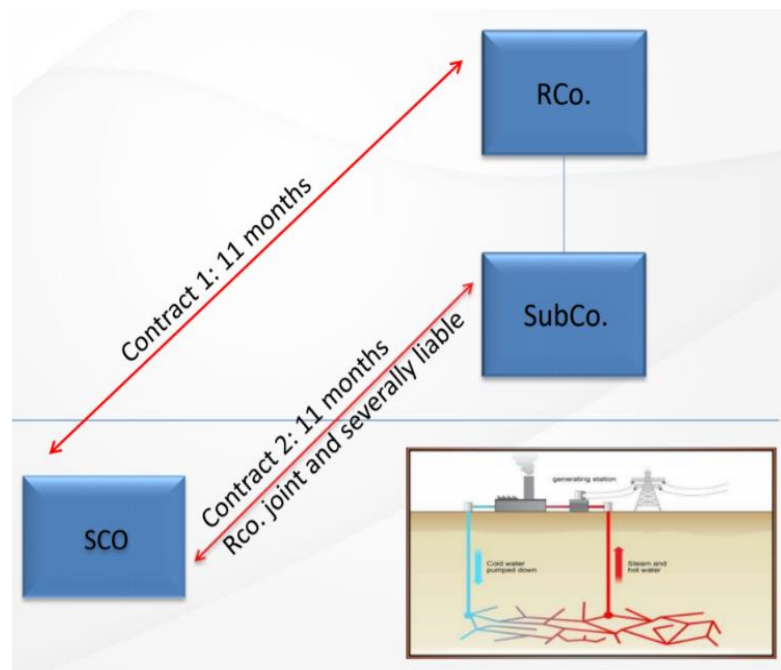 RCo.
Contract 1: 11 months
SubCo.
Contract 2: 11 months
Rco. joint and severally liable
SCO
generating station
Cold water
pumped down
Steam and
hot water